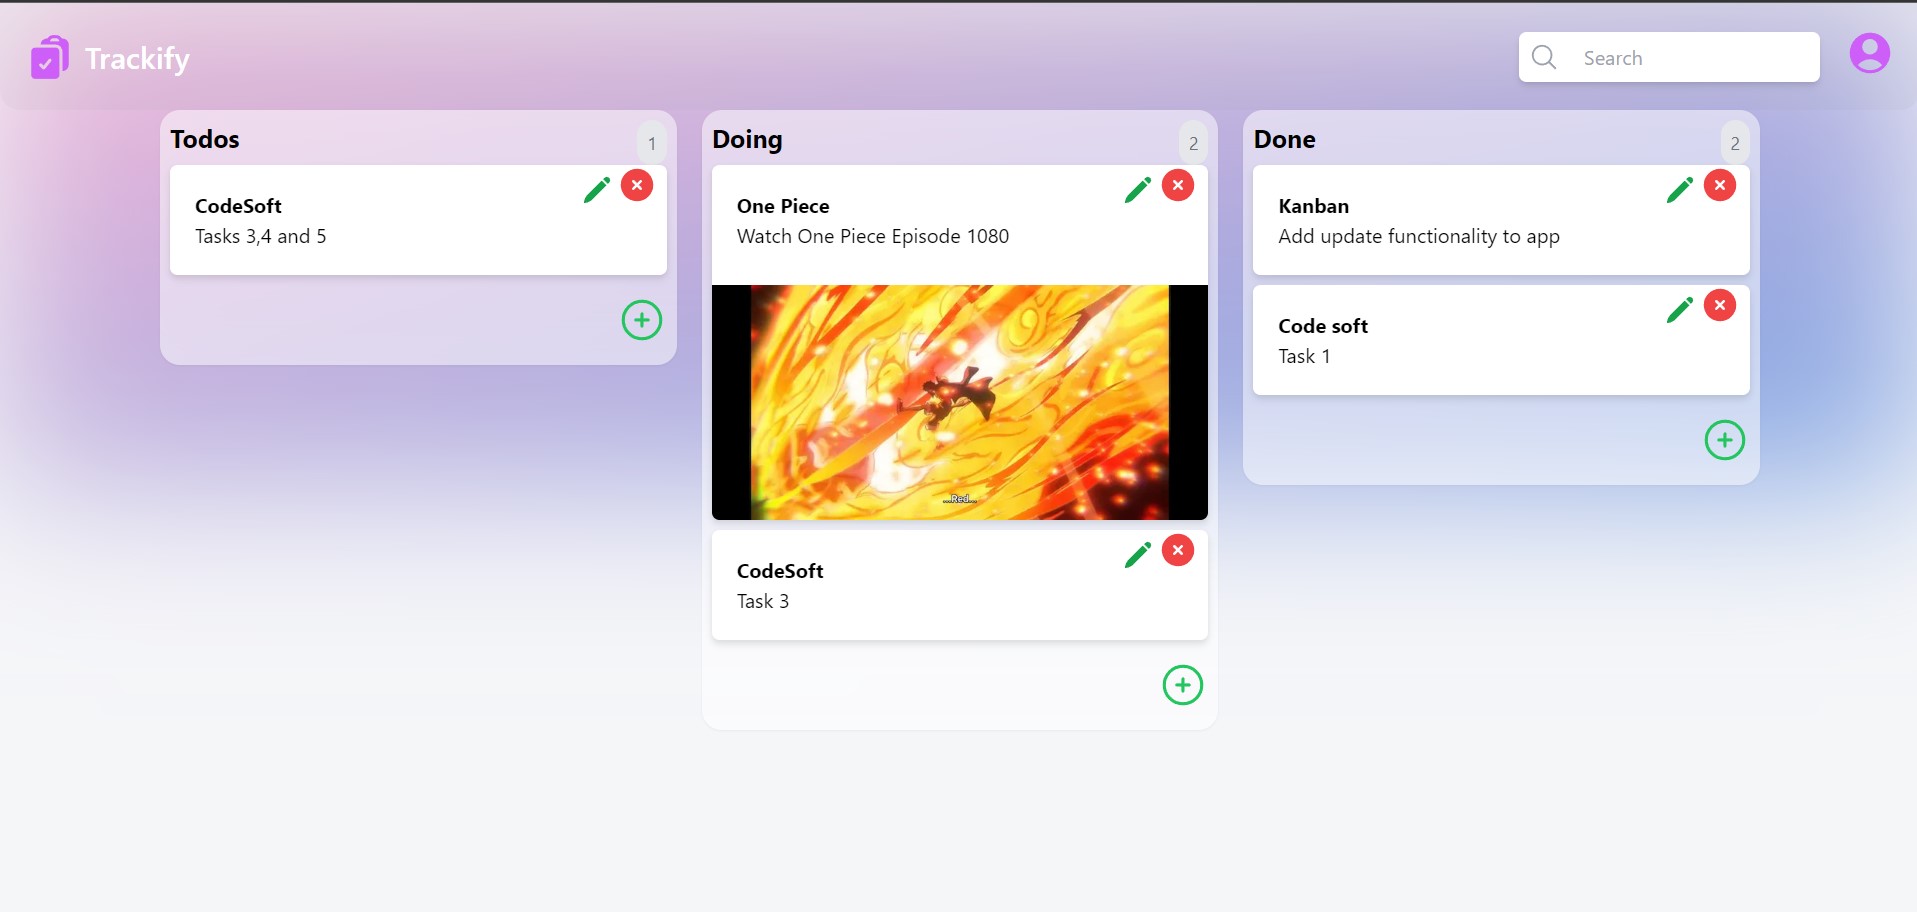 Trackify
Search
Todos
1
CodeSoft
Tasks 3,4 and 5
Doing
2
One Piece
Watch One Piece Episode 1080
...Red...
CodeSoft
Task 3
Done
2
Kanban
Add update functionality to app
Code soft
Task 1